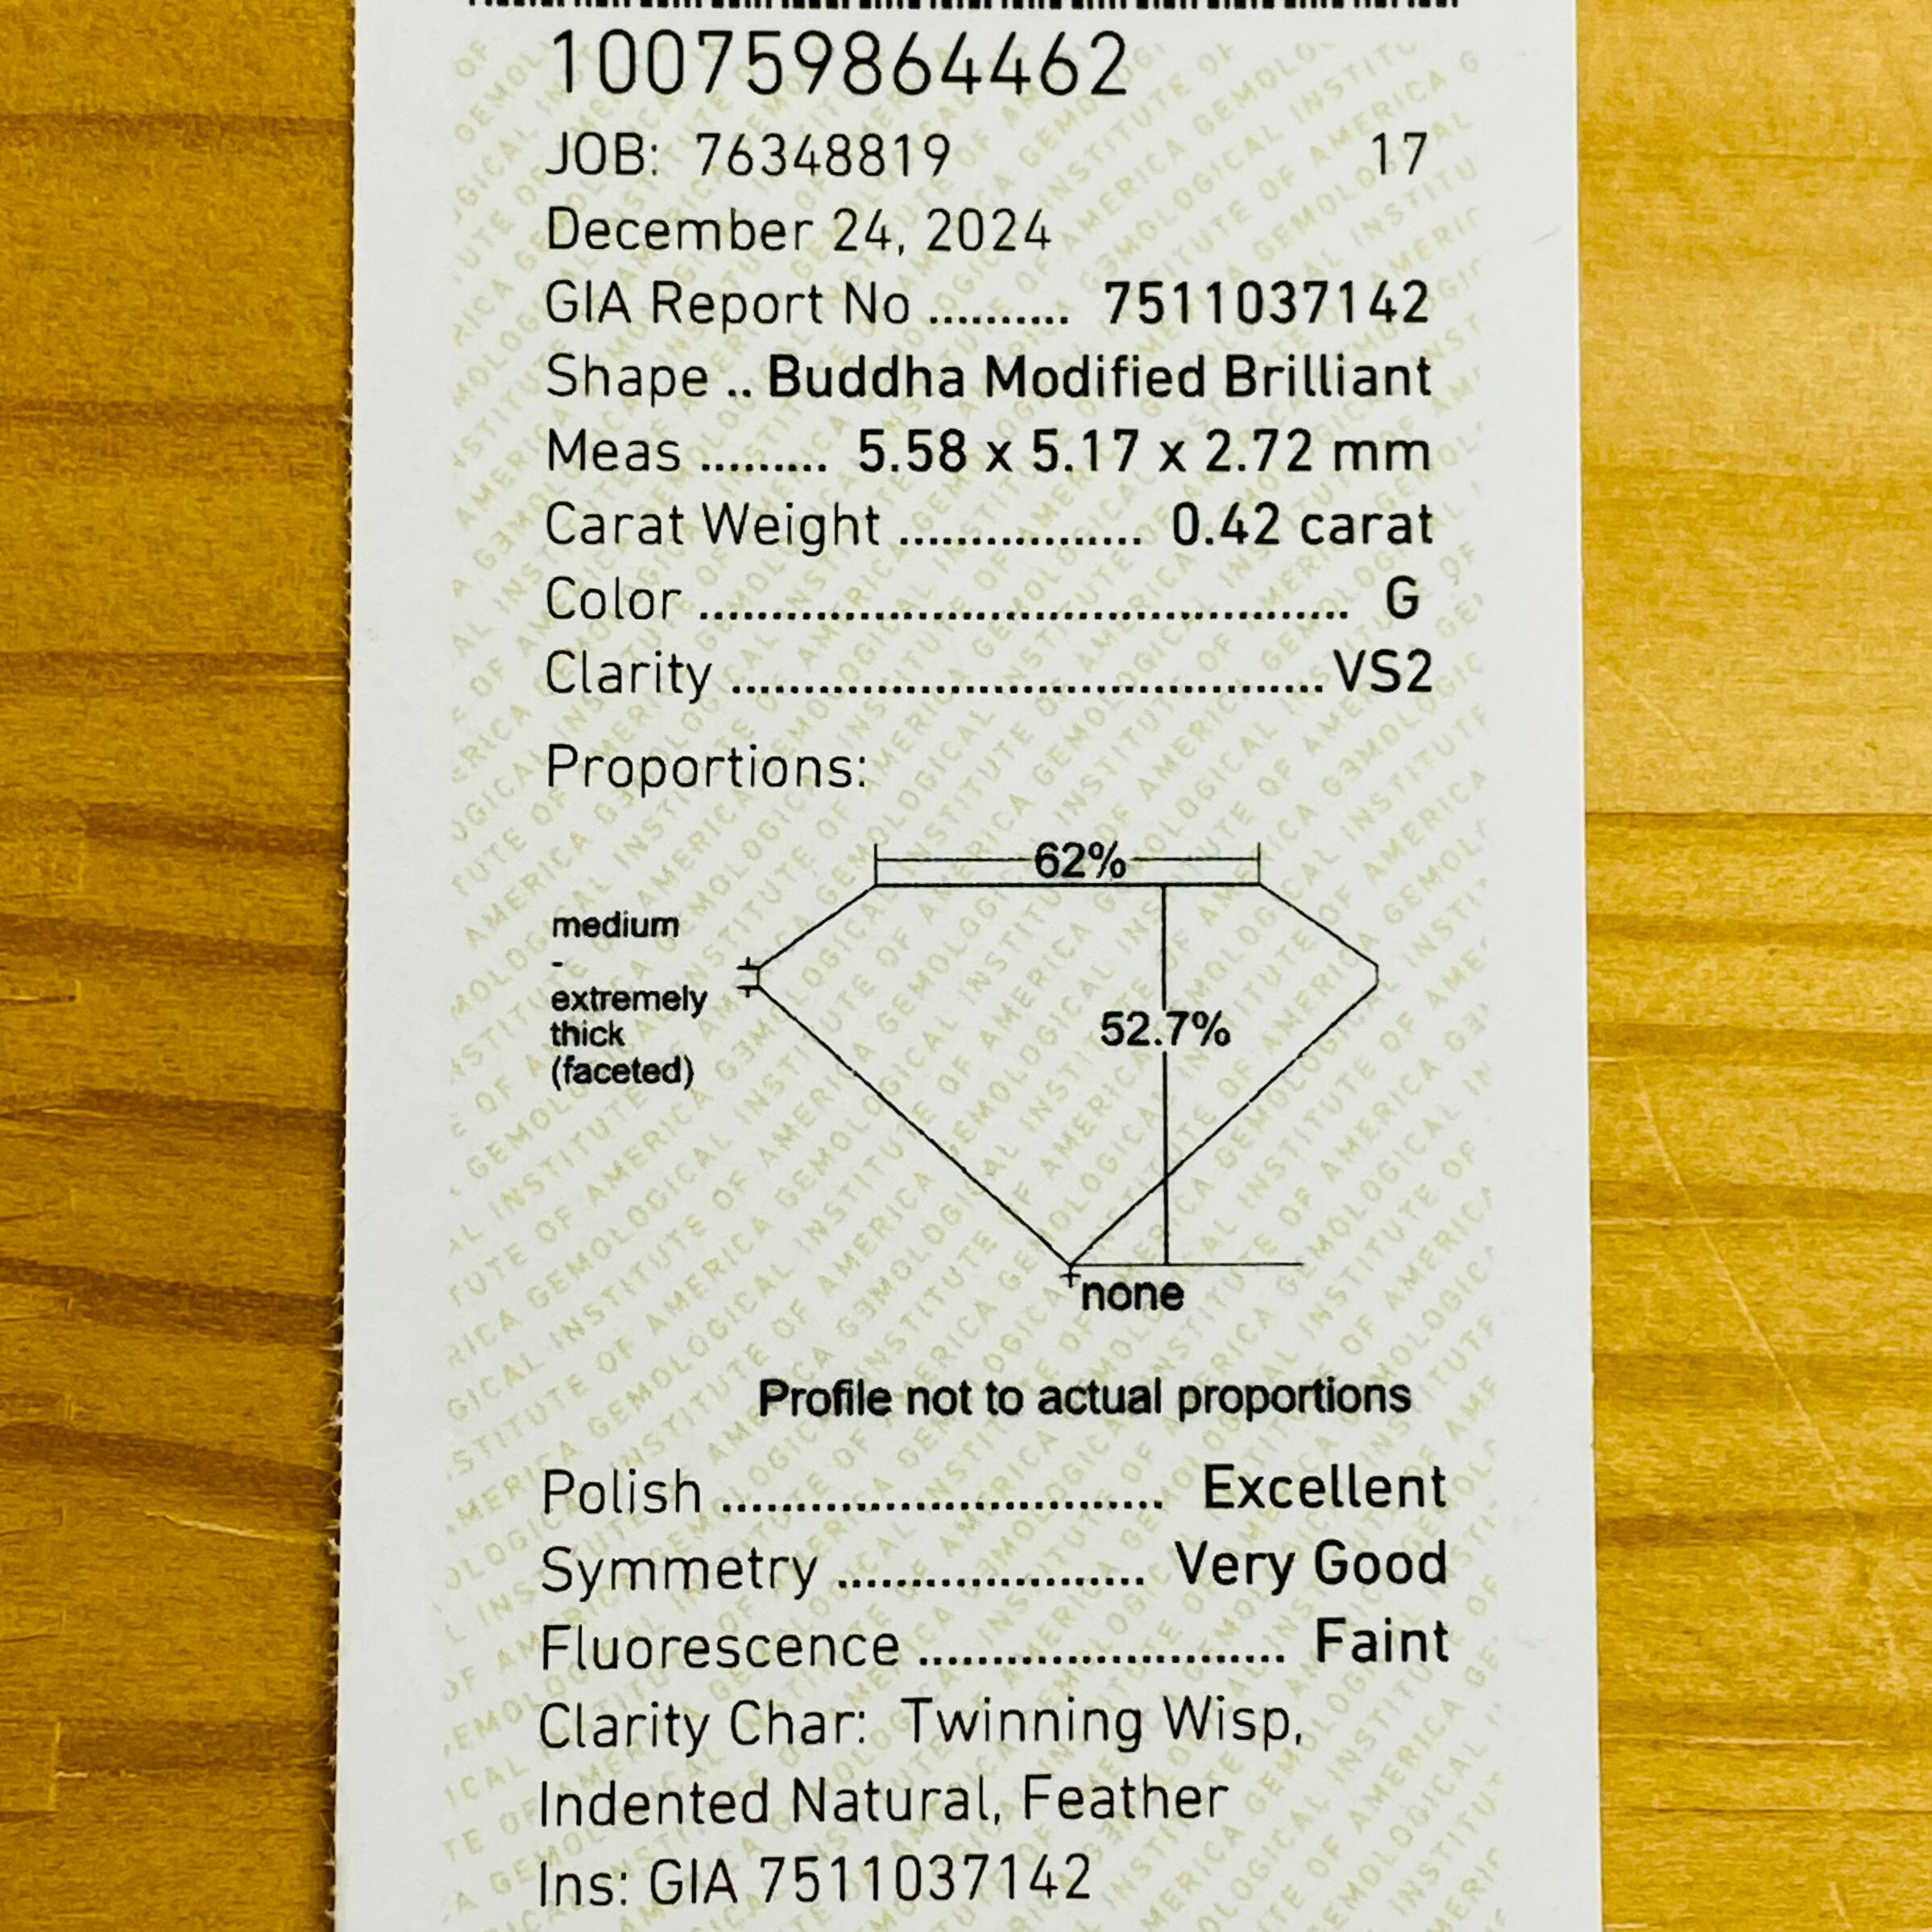 100759864462
JOB: 76348819 17
December 24, 2024
GIA Report No .......... 7511037142
Shape .. Buddha Modified Brilliant
Meas ......... 5.58 x 5.17 x 2.72 mm
Carat Weight ................. 0.42 carat
Color ............................................. G
Clarity ......................................... VS2
Proportions:
62%
medium
-
extremely
thick
(faceted)
52.7%
none
Profile not to actual proportions
Polish .............................. Excellent
Symmetry ..................... Very Good
Fluorescence ......................... Faint
Clarity Char: Twinning Wisp,
Indented Natural, Feather
Ins: GIA 7511037142